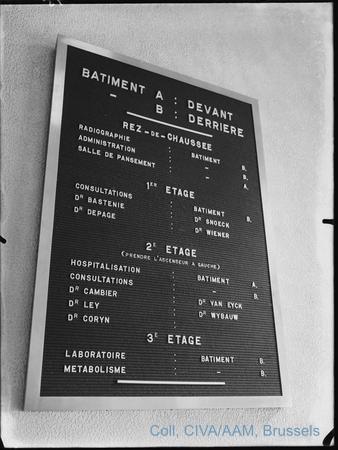 BATIMENT A : DEVANT
– B : DERRIERE
REZ-DE-CHAUSSEE
RADIOGRAPHIE : BATIMENT B.
ADMINISTRATION : – B.
SALLE DE PANSEMENT : – A.
1ER ETAGE
CONSULTATIONS : BATIMENT B.
DR BASTENIE : DR SNOECK
DR DEPAGE : DR WIENER
2E ETAGE
(PRENDRE L'ASCENSEUR A GAUCHE)
HOSPITALISATION : BATIMENT A.
CONSULTATIONS : – B.
DR CAMBIER : DR VAN EYCK
DR LEY : DR WYBAUW
DR CORYN :
3E ETAGE
LABORATOIRE : BATIMENT B.
METABOLISME : – B.
Coll, CIVA/AAM, Brussels